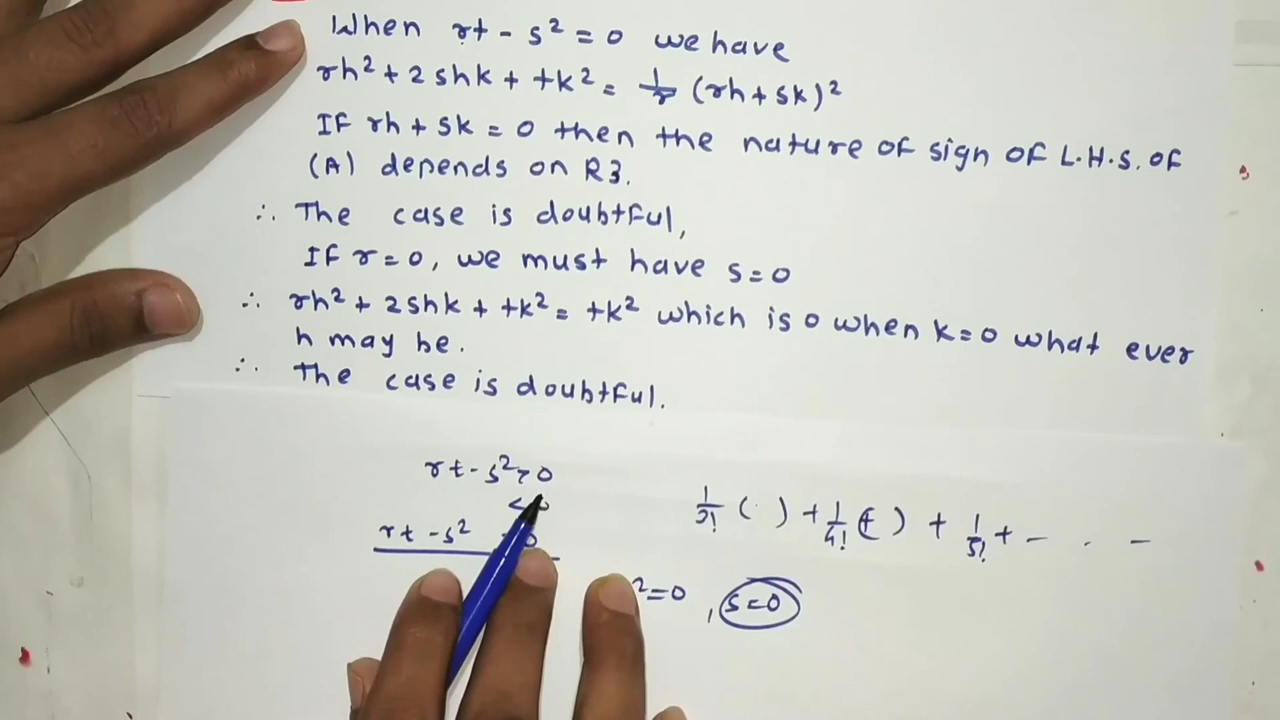 When rt - s² = 0 we have
rh² + 2shk + tk² = 1/r (rh + sk)²
If rh + sk = 0 then the nature of sign of L.H.S. of
(A) depends on R3.
∴ The case is doubtful,
If r = 0, we must have s = 0
∴ rh² + 2shk + tk² = tk² which is 0 when k = 0 what ever
h may be.
∴ The case is doubtful.
rt - s² > 0
rt - s²
1/3! ( ) + 1/4! ( ) + 1/5! + - . . -
² = 0 , s = 0